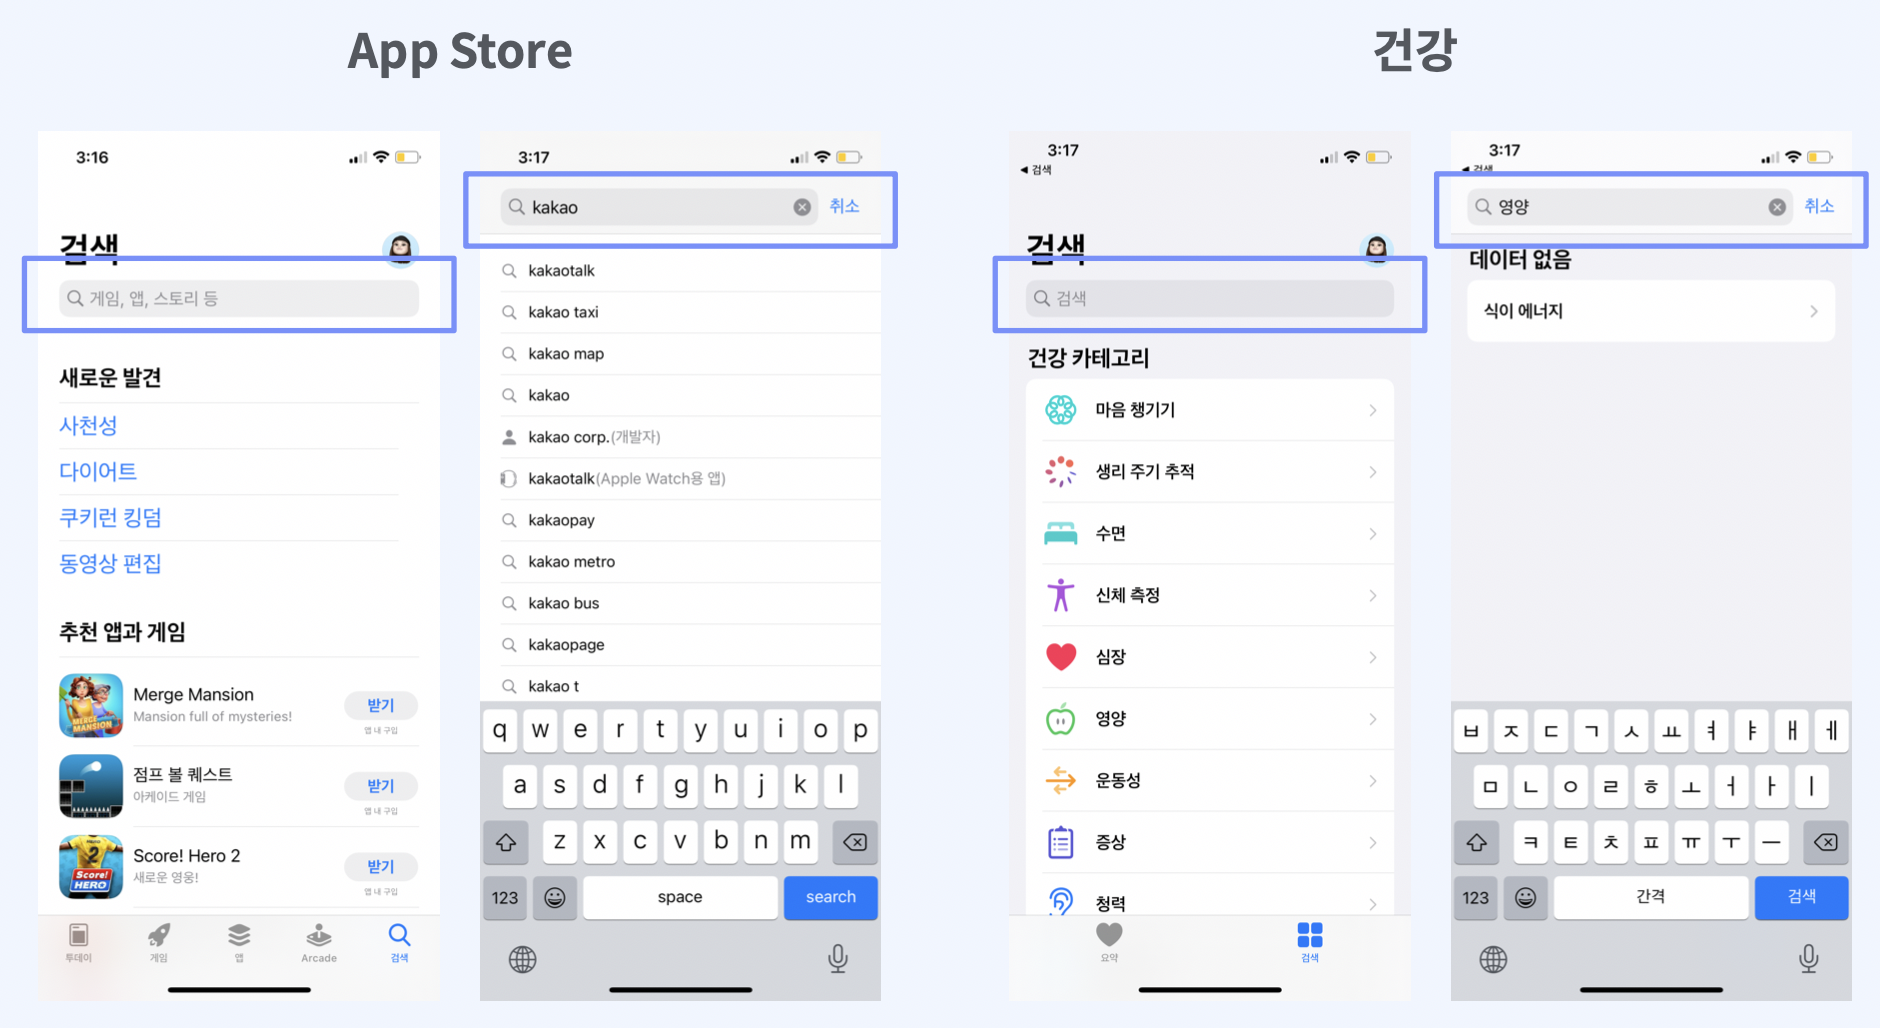 App Store
건강
3:16
검색
게임, 앱, 스토리 등
새로운 발견
사천성
다이어트
쿠키런 킹덤
동영상 편집
추천 앱과 게임
MERGE MANSION
Merge Mansion
Mansion full of mysteries!
받기
앱 내 구입
점프 볼 퀘스트
아케이드 게임
받기
앱 내 구입
2
Score! HERO
Score! Hero 2
새로운 영웅!
받기
앱 내 구입
투데이
게임
앱
Arcade
검색
3:17
kakao
취소
kakaotalk
kakao taxi
kakao map
kakao
kakao corp.(개발자)
kakaotalk(Apple Watch용 앱)
kakaopay
kakao metro
kakao bus
kakaopage
kakao t
q w e r t y u i o p
a s d f g h j k l
z x c v b n m
123 space search
3:17
◀ 검색
검색
검색
건강 카테고리
마음 챙기기
생리 주기 추적
수면
신체 측정
심장
영양
운동성
증상
청력
요약
검색
3:17
◀ 검색
영양
취소
데이터 없음
식이 에너지
ㅂ ㅈ ㄷ ㄱ ㅅ ㅛ ㅕ ㅑ ㅐ ㅔ
ㅁ ㄴ ㅇ ㄹ ㅎ ㅗ ㅓ ㅏ ㅣ
ㅋ ㅌ ㅊ ㅍ ㅠ ㅜ ㅡ
123 간격 검색